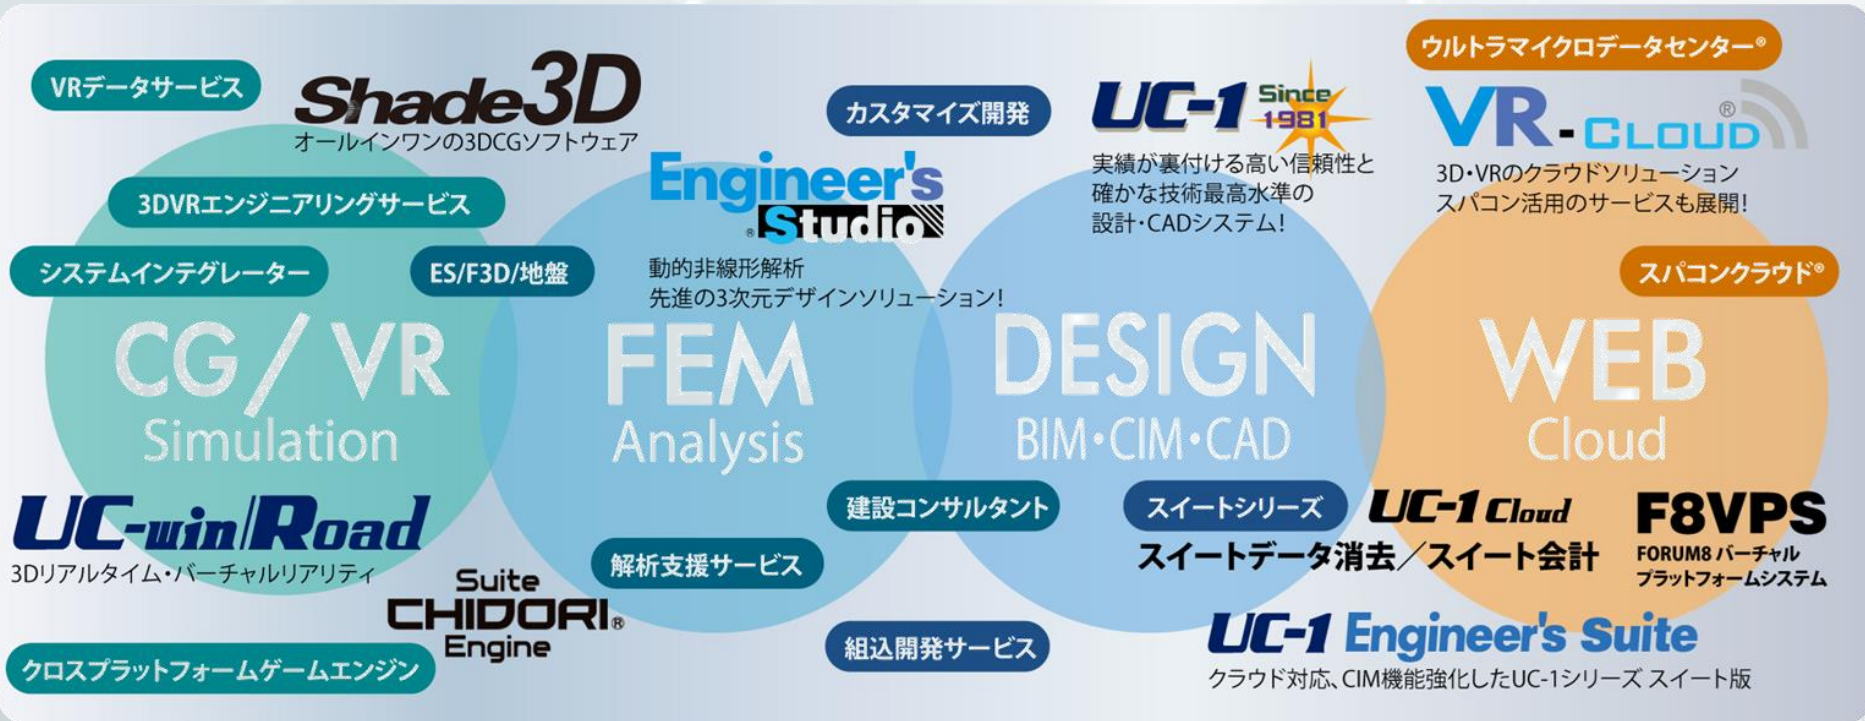 VRデータサービス
Shade3D
オールインワンの3DCGソフトウェア
3DVRエンジニアリングサービス
システムインテグレーター
ES/F3D/地盤
CG/VR
Simulation
UC-win/Road
3Dリアルタイム・バーチャルリアリティ
Suite
CHIDORI®
Engine
クロスプラットフォームゲームエンジン
Engineer's
®Studio
動的非線形解析
先進の3次元デザインソリューション!
FEM
Analysis
解析支援サービス
カスタマイズ開発
UC-1 Since
1981
実績が裏付ける高い信頼性と
確かな技術最高水準の
設計・CADシステム!
DESIGN
BIM・CIM・CAD
建設コンサルタント
組込開発サービス
スイートシリーズ
ウルトラマイクロデータセンター®
VR-CLOUD®
3D・VRのクラウドソリューション
スパコン活用のサービスも展開!
スパコンクラウド®
WEB
Cloud
UC-1 Cloud
スイートデータ消去/スイート会計
F8VPS
FORUM8 バーチャル
プラットフォームシステム
UC-1 Engineer's Suite
クラウド対応、CIM機能強化したUC-1シリーズ スイート版